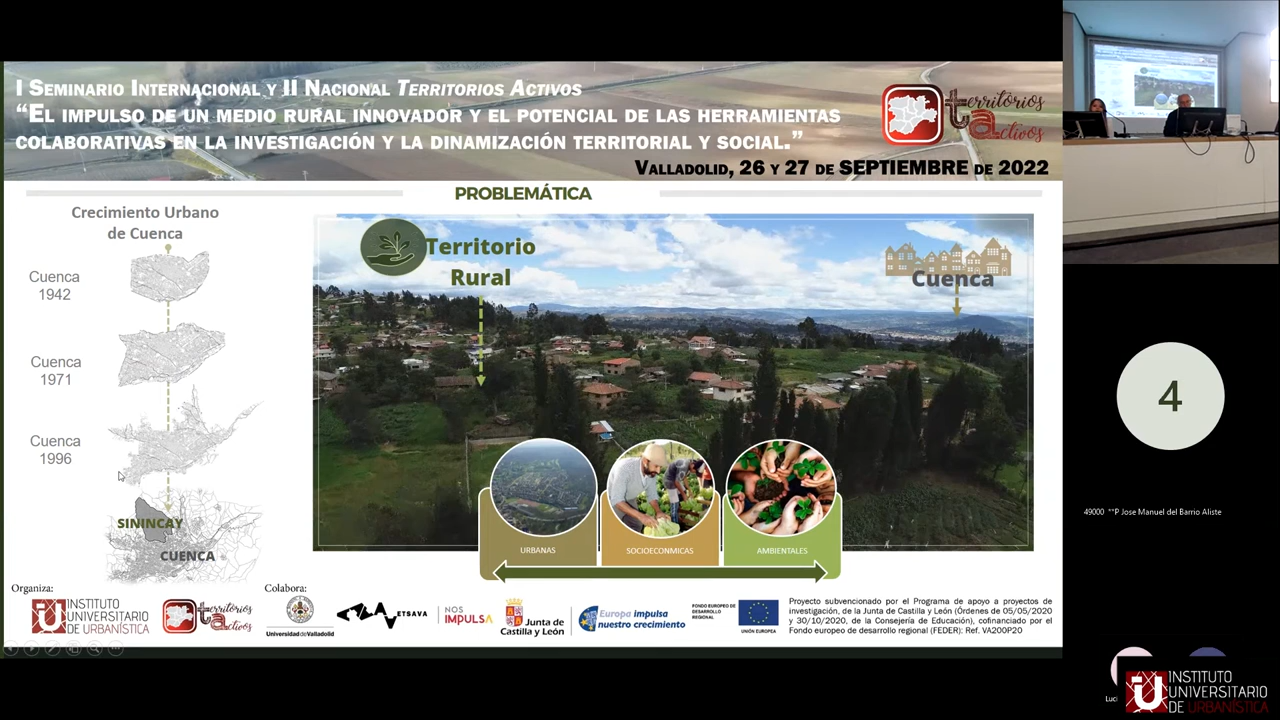 I Seminario Internacional y II Nacional Territorios Activos
“El impulso de un medio rural innovador y el potencial de las herramientas
colaborativas en la investigación y la dinamización territorial y social.”
Valladolid, 26 y 27 de SEPTIEMBRE de 2022
territorios
activos
PROBLEMÁTICA
Crecimiento Urbano
de Cuenca
Cuenca
1942
Cuenca
1971
Cuenca
1996
SININCAY
CUENCA
Territorio
Rural
Cuenca
URBANAS
SOCIOECONMICAS
AMBIENTALES
Organiza:
INSTITUTO
UNIVERSITARIO
DE URBANÍSTICA
territorios
activos
Colabora:
Universidad de Valladolid
ETSAVA
NOS
IMPULSA
Junta de
Castilla y León
Europa impulsa
nuestro crecimiento
FONDO EUROPEO DE
DESARROLLO
REGIONAL
UNIÓN EUROPEA
Proyecto subvencionado por el Programa de apoyo a proyectos de
investigación, de la Junta de Castilla y León (Órdenes de 05/05/2020
y 30/10/2020, de la Consejería de Educación), cofinanciado por el
Fondo europeo de desarrollo regional (FEDER): Ref. VA200P20
4
49000 **P Jose Manuel del Barrio Aliste
Luci
INSTITUTO
UNIVERSITARIO
DE URBANÍSTICA